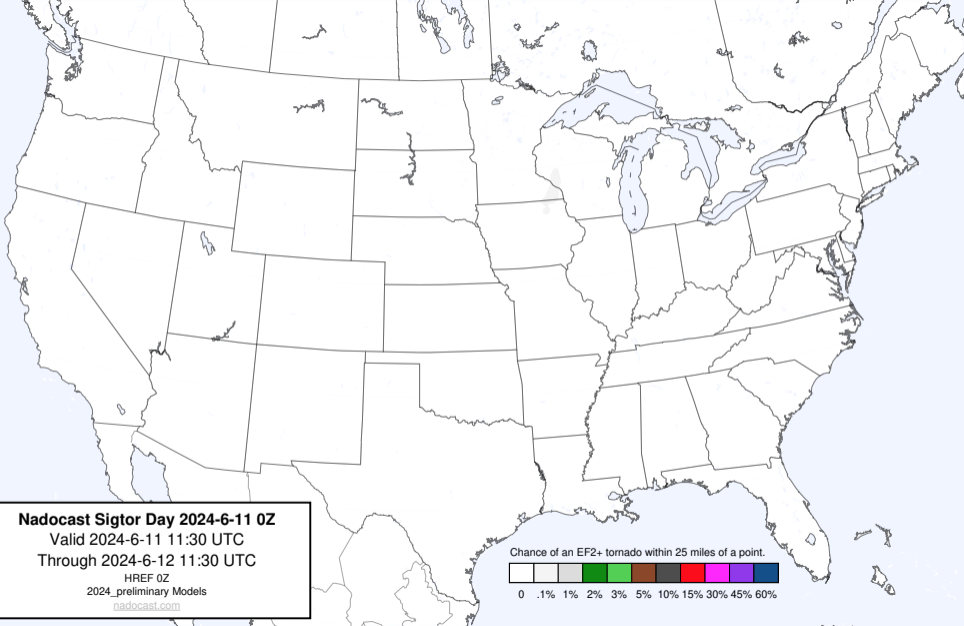 Nadocast Sigtor Day 2024-6-11 0Z
Valid 2024-6-11 11:30 UTC
Through 2024-6-12 11:30 UTC
HREF 0Z
2024_preliminary Models
nadocast.com
Chance of an EF2+ tornado within 25 miles of a point.
0 .1% 1% 2% 3% 5% 10% 15% 30% 45% 60%